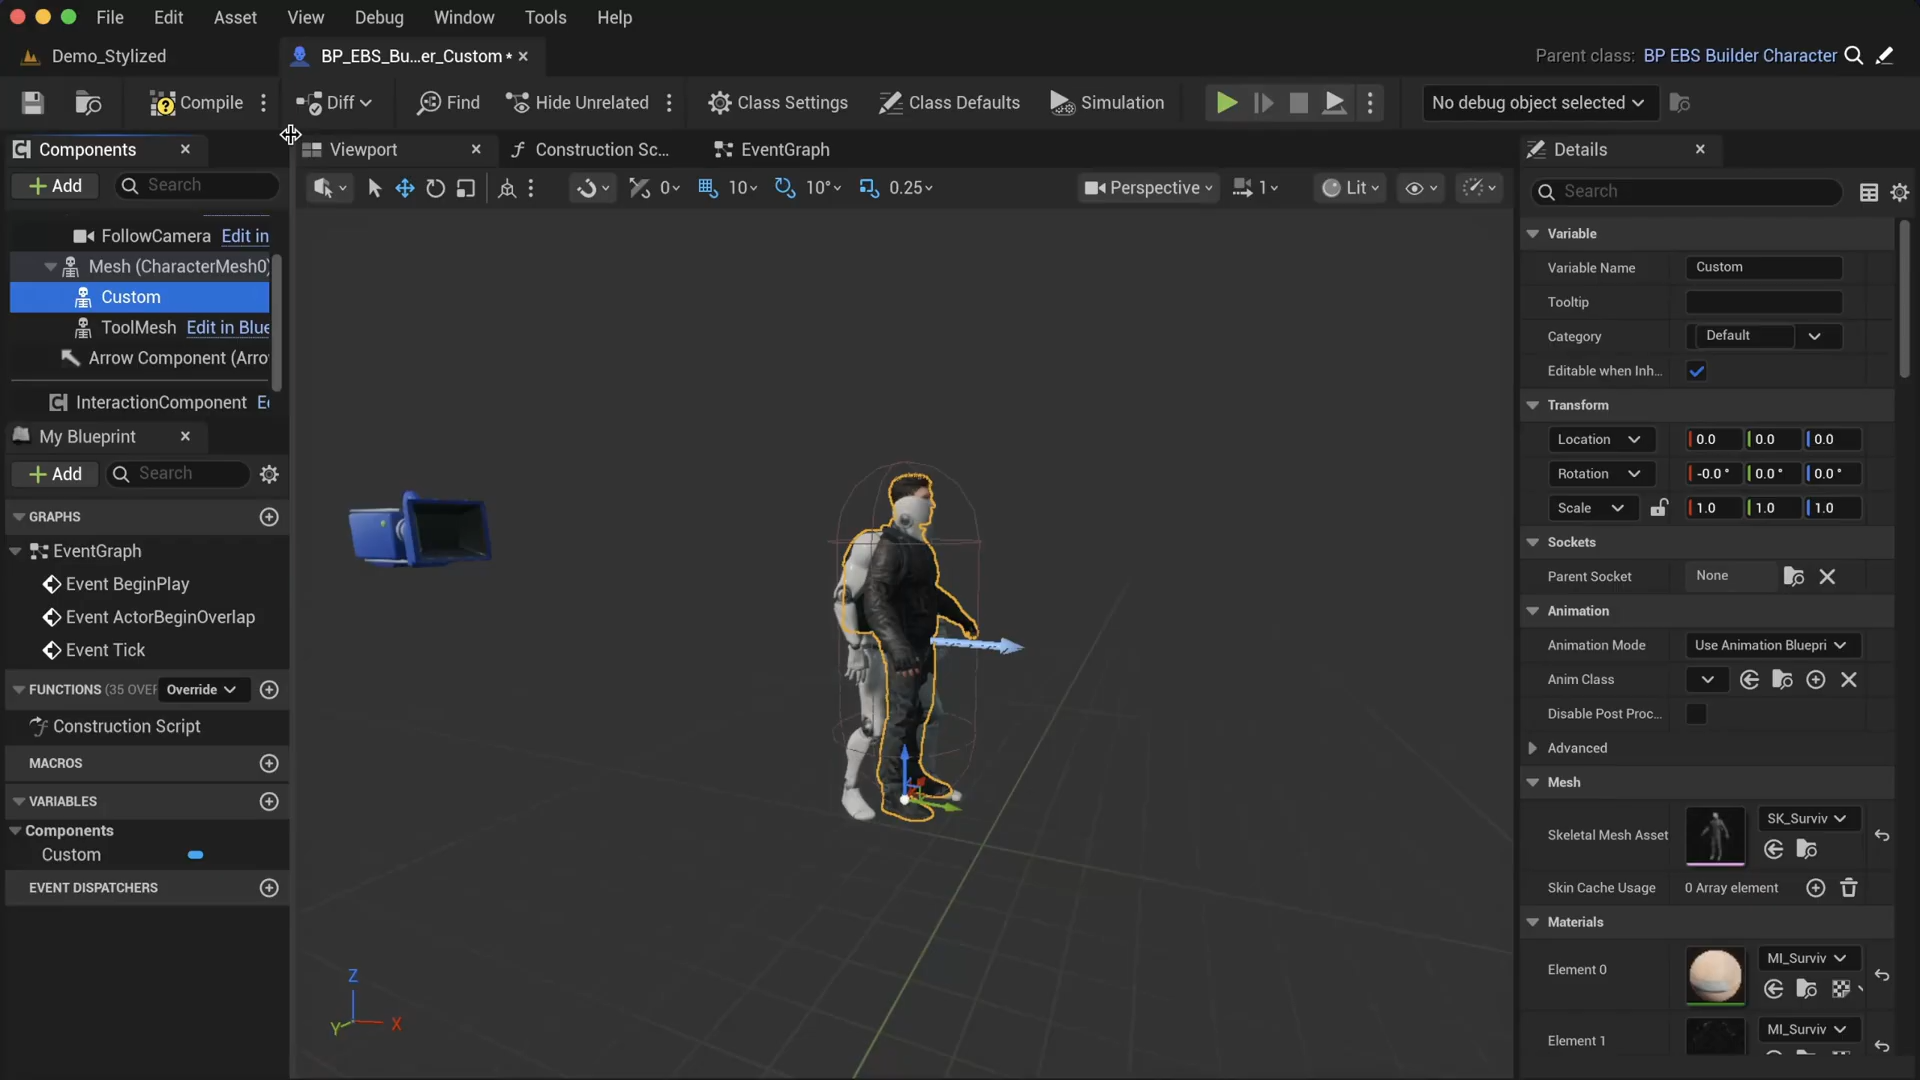 File Edit Asset View Debug Window Tools Help
Demo_Stylized
BP_EBS_Bu...er_Custom •
Parent class: BP EBS Builder Character
Compile Diff Find Hide Unrelated Class Settings Class Defaults Simulation No debug object selected
Components
Viewport Construction Sc... EventGraph
Details
Add Search
0 10 10° 0.25 Perspective 1 Lit
Search
FollowCamera Edit in
Mesh (CharacterMesh0)
Custom
ToolMesh Edit in Blue
Arrow Component (Arro
InteractionComponent
My Blueprint
Add Search
GRAPHS
EventGraph
Event BeginPlay
Event ActorBeginOverlap
Event Tick
FUNCTIONS (35 OVER Override
Construction Script
MACROS
VARIABLES
Components
Custom
EVENT DISPATCHERS
Z
Y X
Variable
Variable Name Custom
Tooltip
Category Default
Editable when Inh...
Transform
Location 0.0 0.0 0.0
Rotation -0.0 ° 0.0 ° 0.0 °
Scale 1.0 1.0 1.0
Sockets
Parent Socket None
Animation
Animation Mode Use Animation Bluepri
Anim Class
Disable Post Proc...
Advanced
Mesh
Skeletal Mesh Asset SK_Surviv
Skin Cache Usage 0 Array element
Materials
Element 0 MI_Surviv
Element 1 MI_Surviv